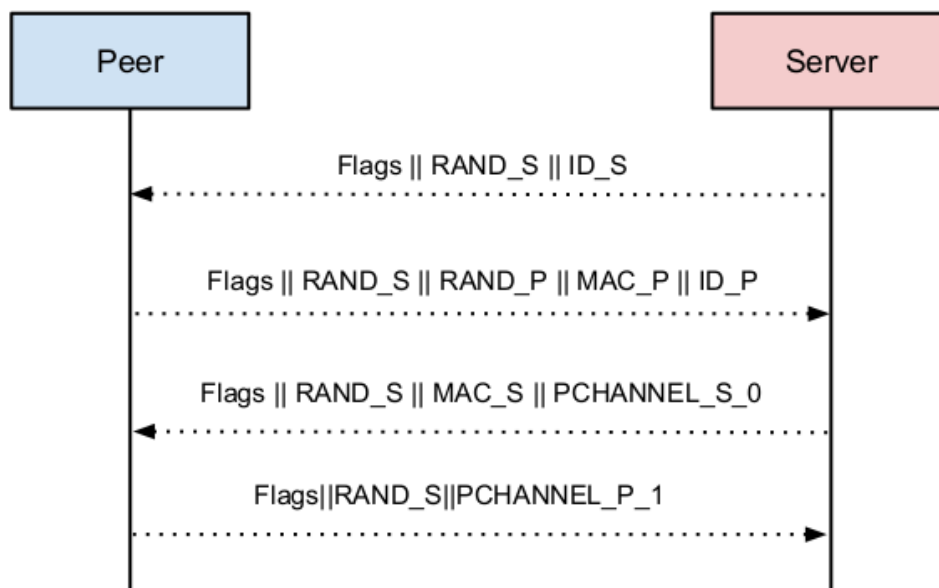 Peer
Server
Flags || RAND_S || ID_S
Flags || RAND_S || RAND_P || MAC_P || ID_P
Flags || RAND_S || MAC_S || PCHANNEL_S_0
Flags||RAND_S||PCHANNEL_P_1